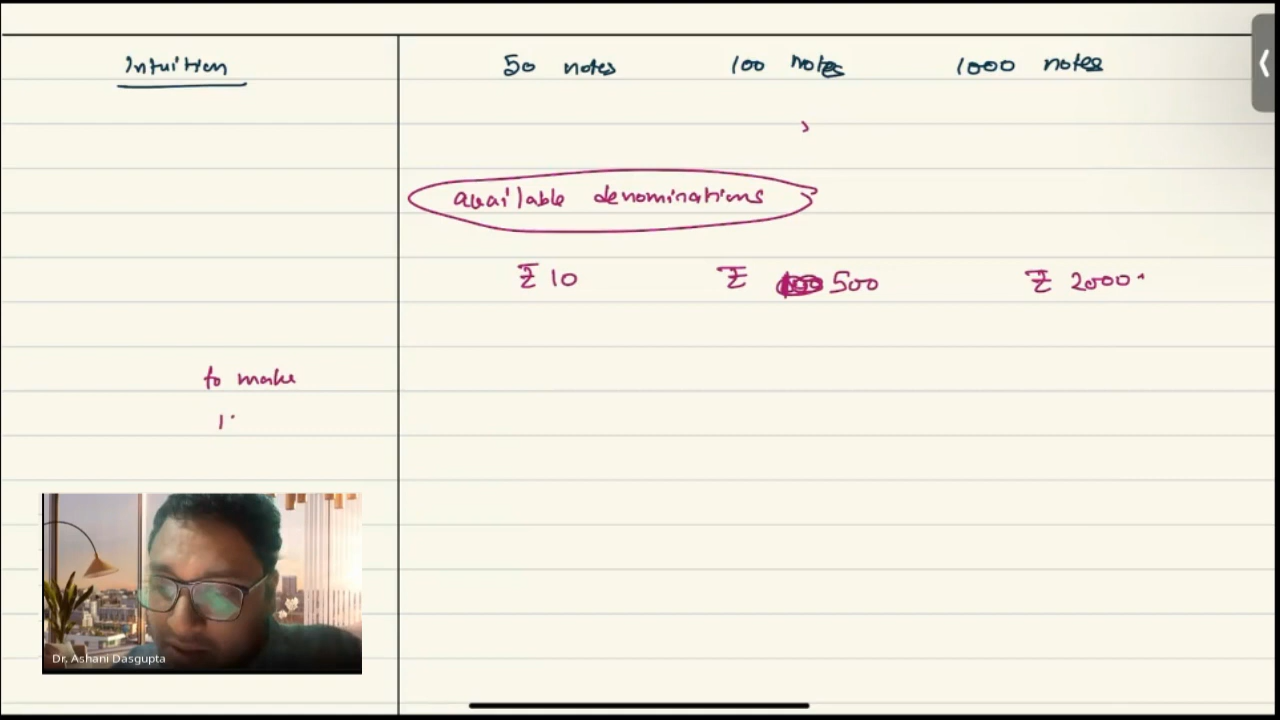 Intuition 50 notes 100 notes 1000 notes
available denominations
₹ 10 ₹ 500 ₹ 2000
to make
Dr. Ashani Dasgupta